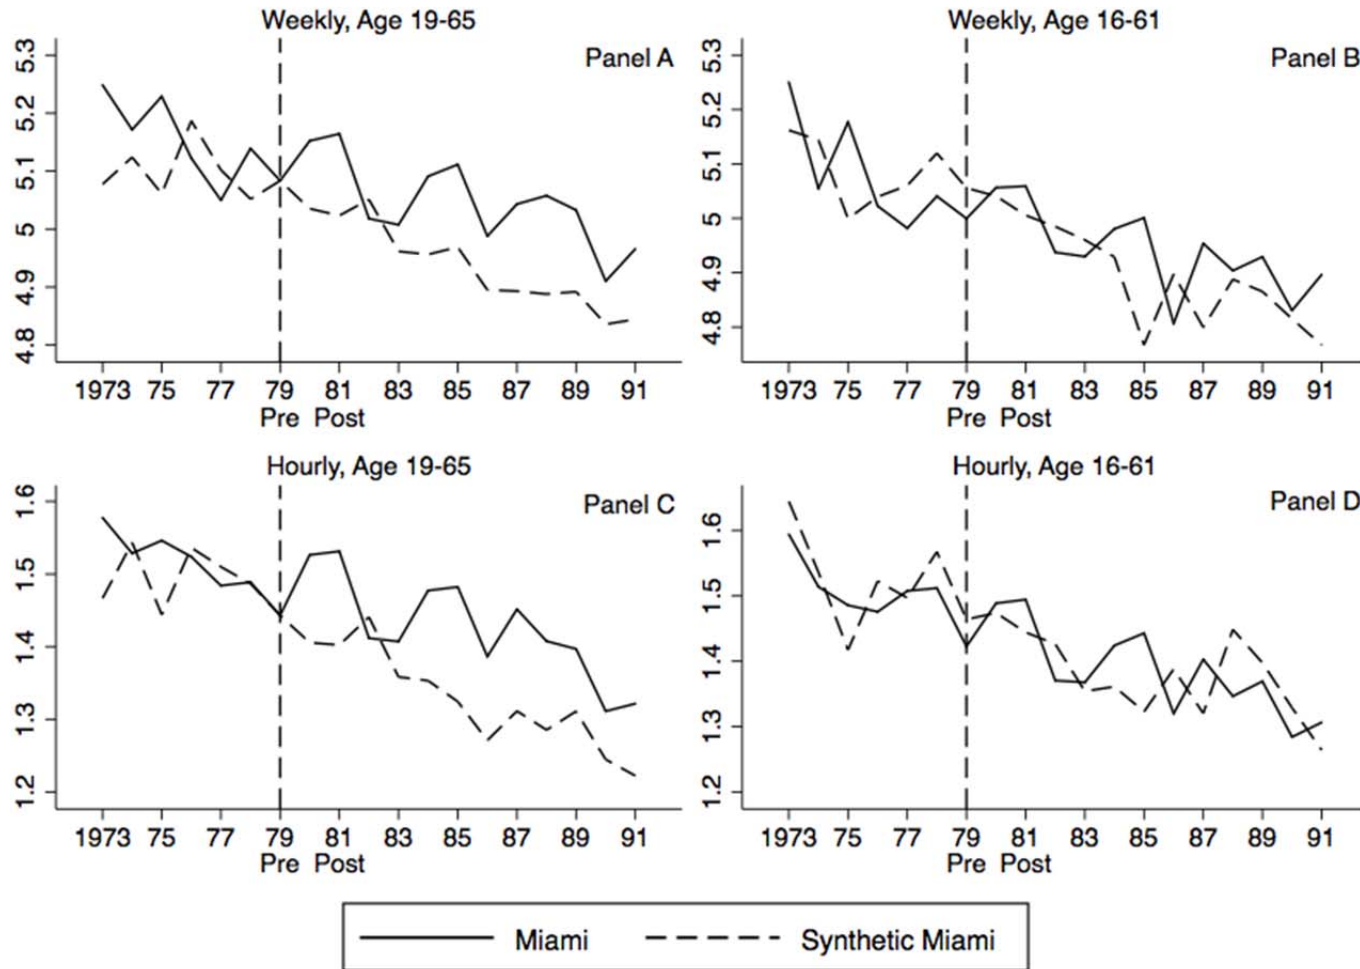 Weekly, Age 19-65
Panel A
5.3
5.2
5.1
5
4.9
4.8
1973 75 77 79 81 83 85 87 89 91
Pre Post
Weekly, Age 16-61
Panel B
5.3
5.2
5.1
5
4.9
4.8
1973 75 77 79 81 83 85 87 89 91
Pre Post
Hourly, Age 19-65
Panel C
1.6
1.5
1.4
1.3
1.2
1973 75 77 79 81 83 85 87 89 91
Pre Post
Hourly, Age 16-61
Panel D
1.6
1.5
1.4
1.3
1.2
1973 75 77 79 81 83 85 87 89 91
Pre Post
Miami Synthetic Miami